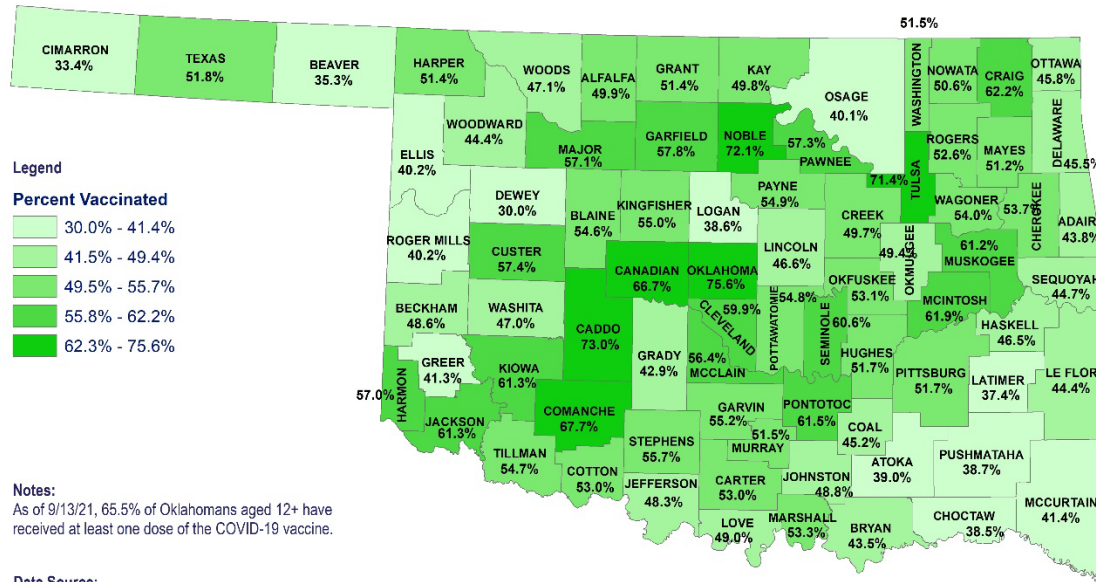 51.5%
CIMARRON
33.4%
TEXAS
51.8%
BEAVER
35.3%
HARPER
51.4%
WOODS
47.1%
ALFALFA
49.9%
GRANT
51.4%
KAY
49.8%
OSAGE
40.1%
WASHINGTON
NOWATA
50.6%
CRAIG
62.2%
OTTAWA
45.8%
WOODWARD
44.4%
ELLIS
40.2%
MAJOR
57.1%
GARFIELD
57.8%
NOBLE
72.1%
57.3%
PAWNEE
71.4%
TULSA
ROGERS
52.6%
MAYES
51.2%
DELAWARE
45.5%
Legend
Percent Vaccinated
30.0% - 41.4%
41.5% - 49.4%
49.5% - 55.7%
55.8% - 62.2%
62.3% - 75.6%
DEWEY
30.0%
BLAINE
54.6%
KINGFISHER
55.0%
LOGAN
38.6%
PAYNE
54.9%
CREEK
49.7%
WAGONER
54.0%
53.7%
CHEROKEE
ADAIR
43.8%
ROGER MILLS
40.2%
CUSTER
57.4%
CANADIAN
66.7%
OKLAHOMA
75.6%
LINCOLN
46.6%
49.4%
OKMULGEE
61.2%
MUSKOGEE
SEQUOYAH
44.7%
BECKHAM
48.6%
WASHITA
47.0%
CADDO
73.0%
GRADY
42.9%
59.9%
CLEVELAND
54.8%
POTTAWATOMIE
SEMINOLE
60.6%
OKFUSKEE
53.1%
MCINTOSH
61.9%
HASKELL
46.5%
GREER
41.3%
KIOWA
61.3%
56.4%
MCCLAIN
HUGHES
51.7%
PITTSBURG
51.7%
LATIMER
37.4%
LE FLOR
44.4%
57.0%
HARMON
JACKSON
61.3%
COMANCHE
67.7%
GARVIN
55.2%
PONTOTOC
61.5%
COAL
45.2%
TILLMAN
54.7%
COTTON
53.0%
STEPHENS
55.7%
51.5%
MURRAY
ATOKA
39.0%
PUSHMATAHA
38.7%
JEFFERSON
48.3%
CARTER
53.0%
JOHNSTON
48.8%
MCCURTAIN
41.4%
LOVE
49.0%
MARSHALL
53.3%
BRYAN
43.5%
CHOCTAW
38.5%
Notes:
As of 9/13/21, 65.5% of Oklahomans aged 12+ have
received at least one dose of the COVID-19 vaccine.
Data Source: